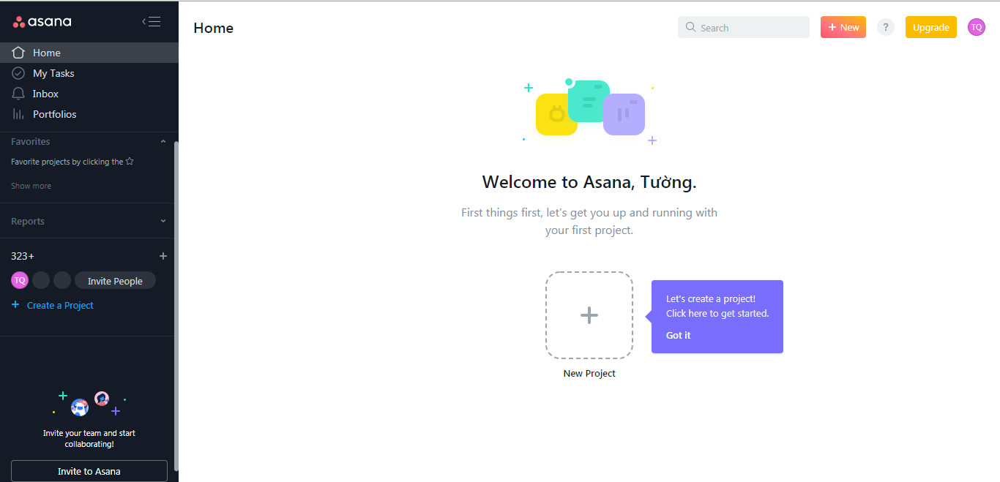 asana
Home
My Tasks
Inbox
Portfolios
Favorites
Favorite projects by clicking the
Show more
Reports
323+
TQ
Invite People
+ Create a Project
Invite your team and start
collaborating!
Invite to Asana
Home
Search
+ New
?
Upgrade
TQ
Welcome to Asana, Tường.
First things first, let's get you up and running with
your first project.
New Project
Let's create a project!
Click here to get started.
Got it